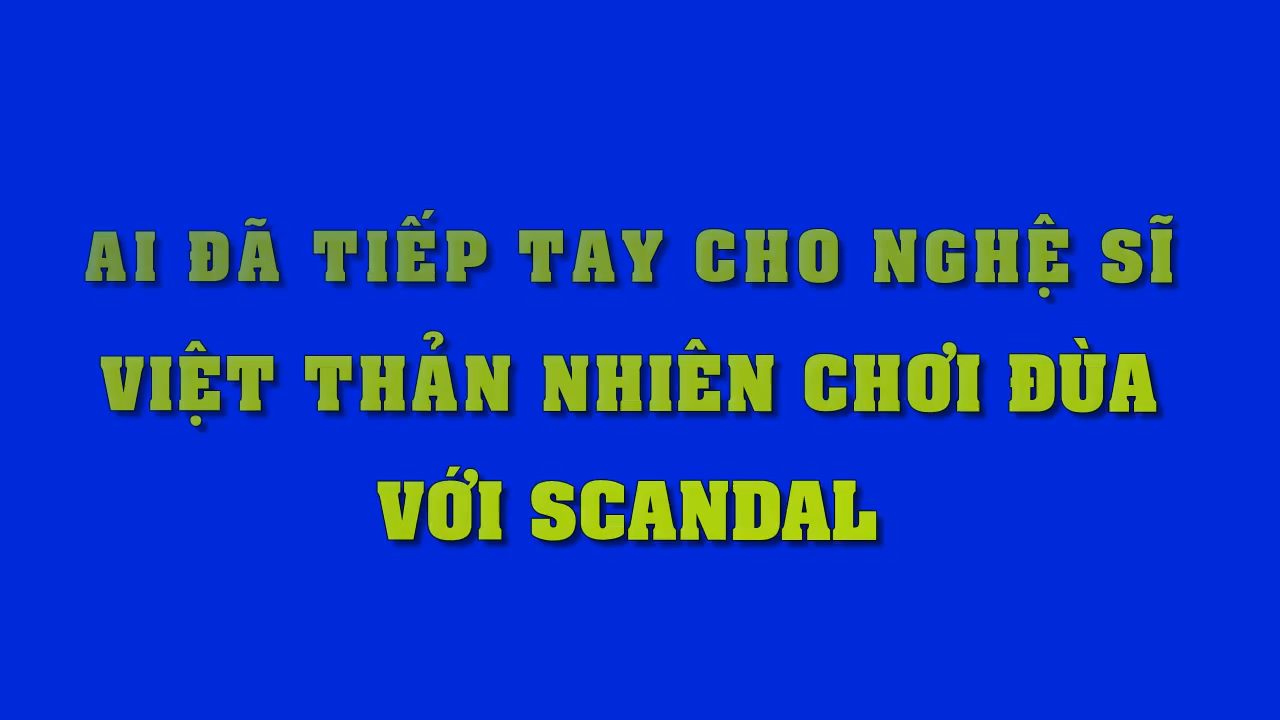 AI ĐÃ TIẾP TAY CHO NGHỆ SĨ
VIỆT THẢN NHIÊN CHƠI ĐÙA
VỚI SCANDAL